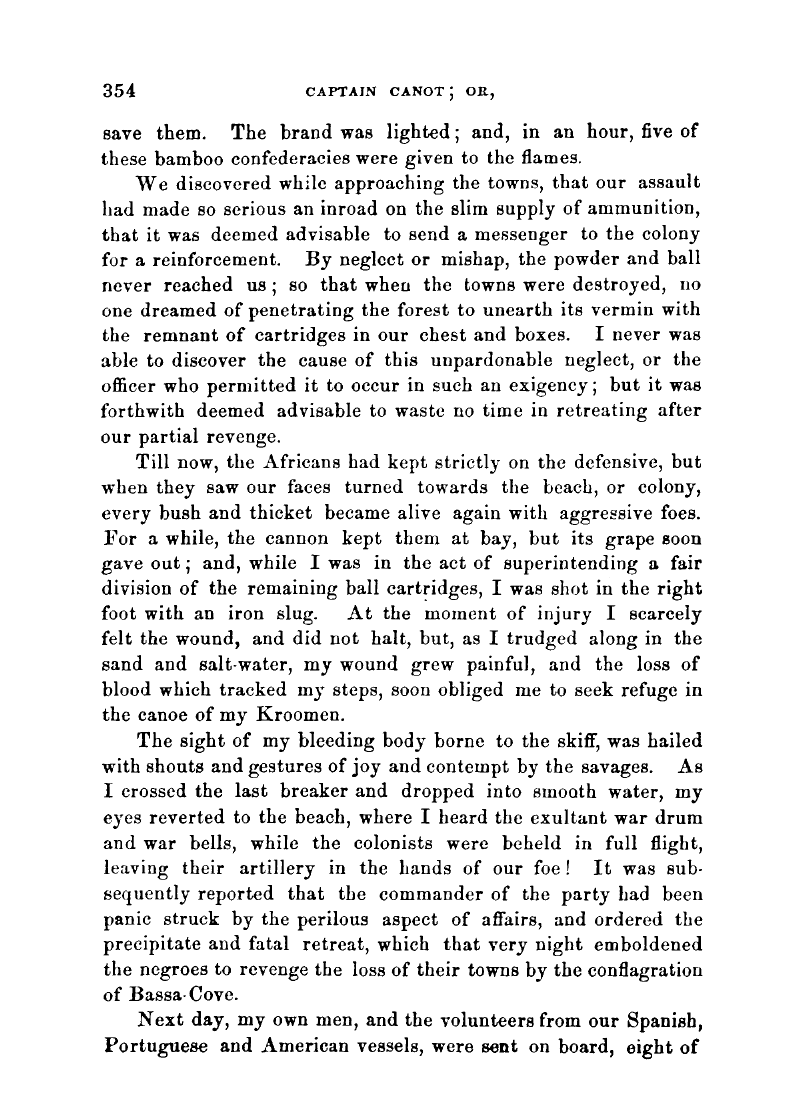 354 CAPTAIN CANOT; OR,
save them. The brand was lighted; and, in an hour, five of
these bamboo confederacies were given to the flames.
We discovered while approaching the towns, that our assault
had made so serious an inroad on the slim supply of ammunition,
that it was deemed advisable to send a messenger to the colony
for a reinforcement. By neglect or mishap, the powder and ball
never reached us; so that when the towns were destroyed, no
one dreamed of penetrating the forest to unearth its vermin with
the remnant of cartridges in our chest and boxes. I never was
able to discover the cause of this unpardonable neglect, or the
officer who permitted it to occur in such an exigency; but it was
forthwith deemed advisable to waste no time in retreating after
our partial revenge.
Till now, the Africans had kept strictly on the defensive, but
when they saw our faces turned towards the beach, or colony,
every bush and thicket became alive again with aggressive foes.
For a while, the cannon kept them at bay, but its grape soon
gave out; and, while I was in the act of superintending a fair
division of the remaining ball cartridges, I was shot in the right
foot with an iron slug. At the moment of injury I scarcely
felt the wound, and did not halt, but, as I trudged along in the
sand and salt-water, my wound grew painful, and the loss of
blood which tracked my steps, soon obliged me to seek refuge in
the canoe of my Kroomen.
The sight of my bleeding body borne to the skiff, was hailed
with shouts and gestures of joy and contempt by the savages. As
I crossed the last breaker and dropped into smooth water, my
eyes reverted to the beach, where I heard the exultant war drum
and war bells, while the colonists were beheld in full flight,
leaving their artillery in the hands of our foe! It was sub-
sequently reported that the commander of the party had been
panic struck by the perilous aspect of affairs, and ordered the
precipitate and fatal retreat, which that very night emboldened
the negroes to revenge the loss of their towns by the conflagration
of Bassa-Cove.
Next day, my own men, and the volunteers from our Spanish,
Portuguese and American vessels, were sent on board, eight of